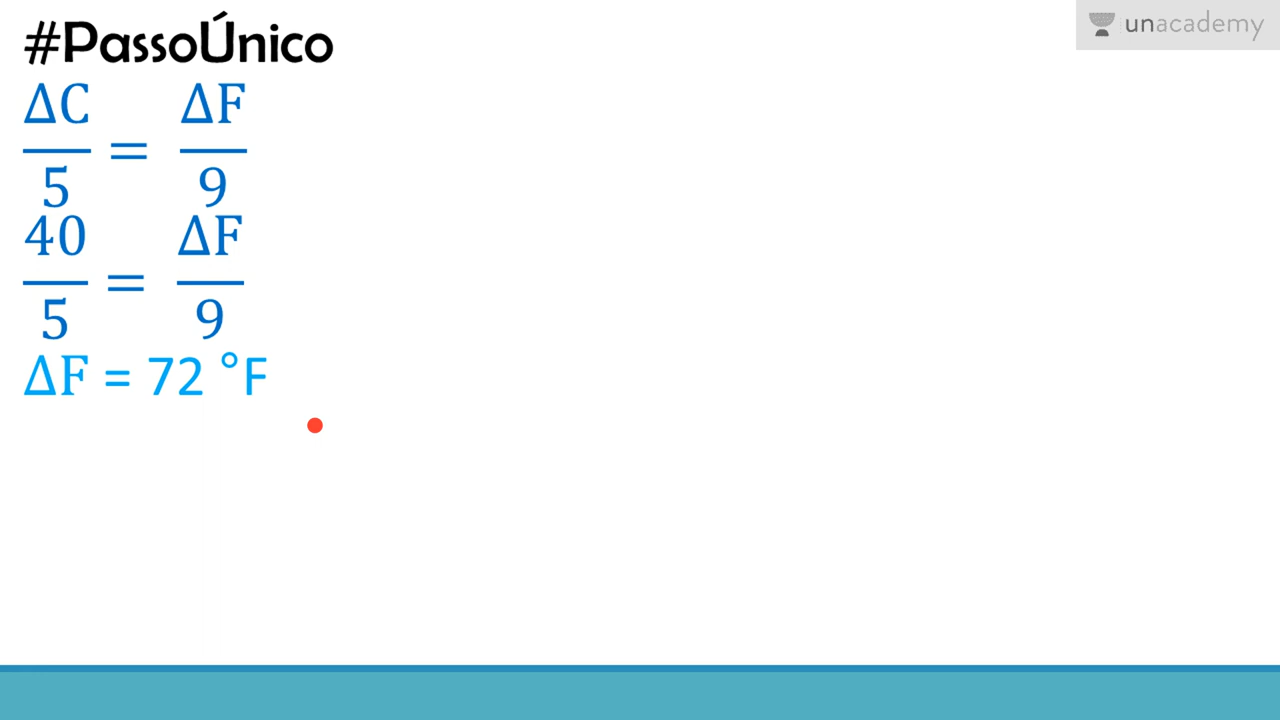 #PassoÚnico
unacademy
ΔC/5 = ΔF/9
40/5 = ΔF/9
ΔF = 72 °F